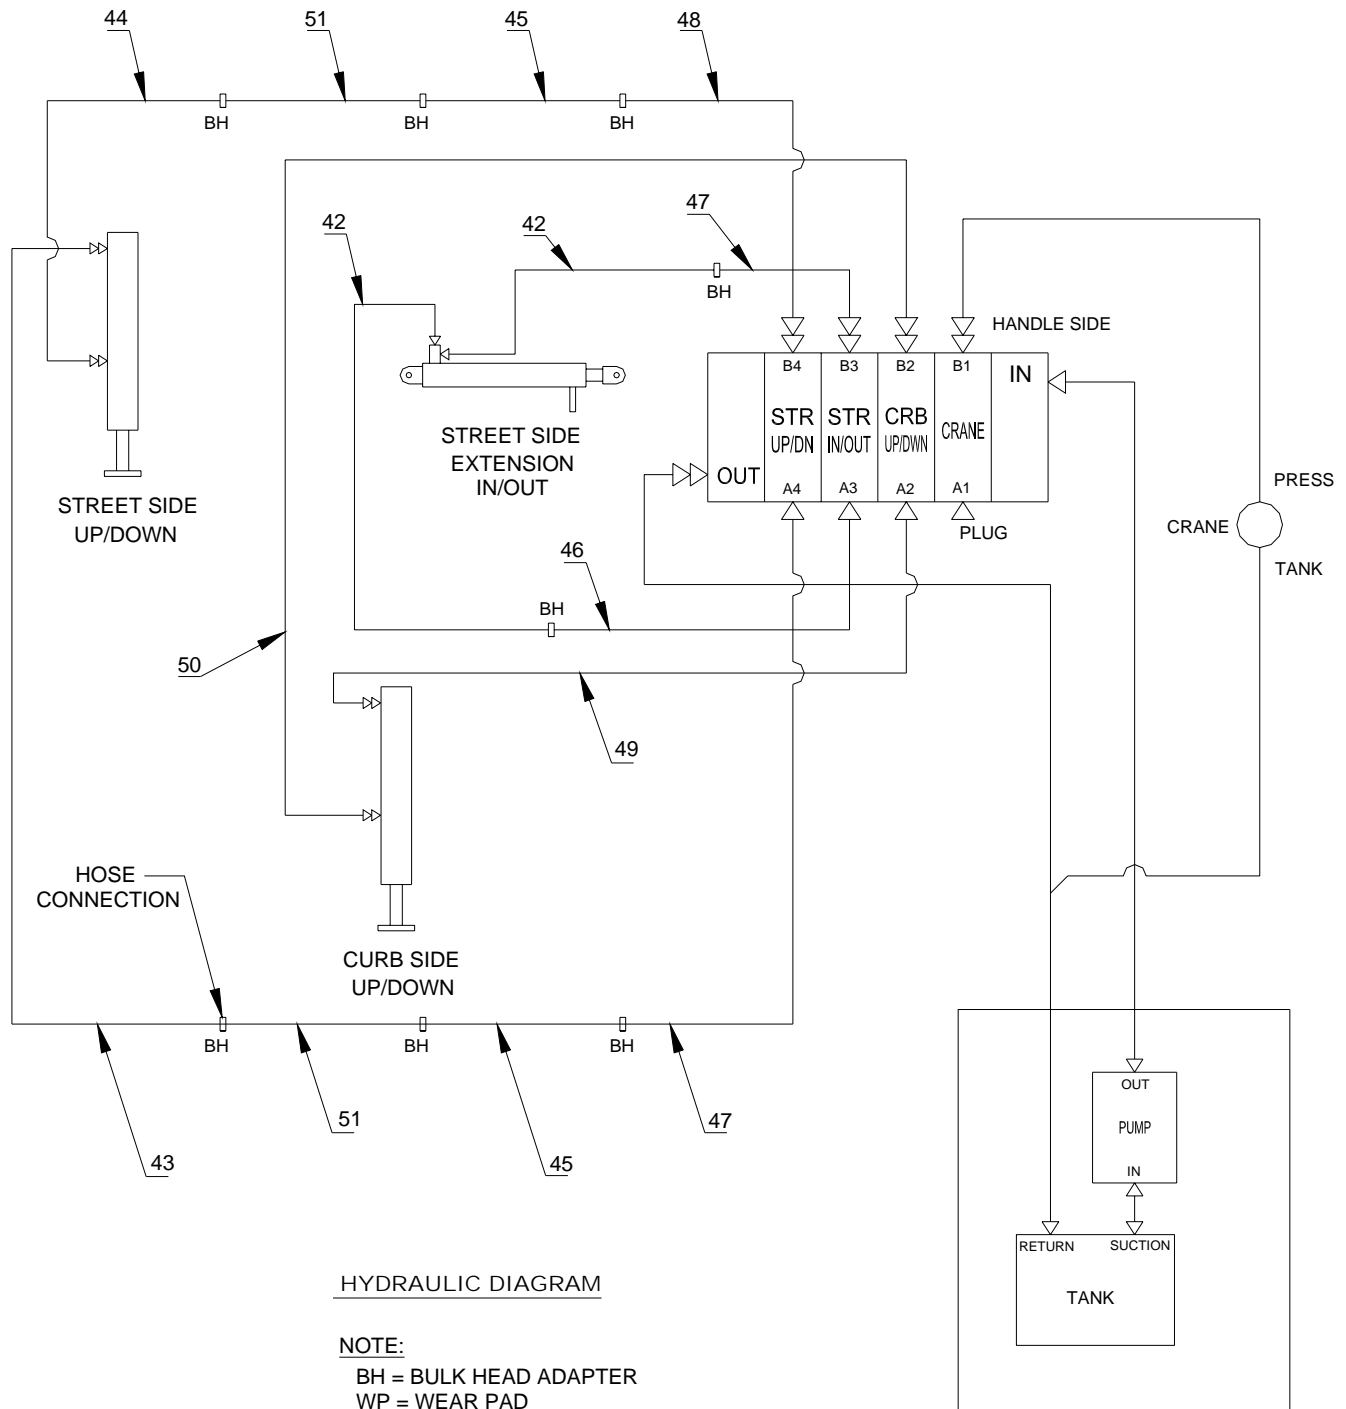 44
51
45
48
BH
BH
BH
42
42
47
BH
HANDLE SIDE
B4
B3
B2
B1
IN
STR
UP/DN
STR
IN/OUT
CRB
UP/DWN
CRANE
OUT
A4
A3
A2
A1
PLUG
STREET SIDE
EXTENSION
IN/OUT
STREET SIDE
UP/DOWN
PRESS
CRANE
TANK
46
BH
50
49
HOSE
CONNECTION
CURB SIDE
UP/DOWN
BH
BH
BH
43
51
45
47
OUT
PUMP
IN
RETURN
SUCTION
TANK
HYDRAULIC DIAGRAM
NOTE:
BH = BULK HEAD ADAPTER
WP = WEAR PAD